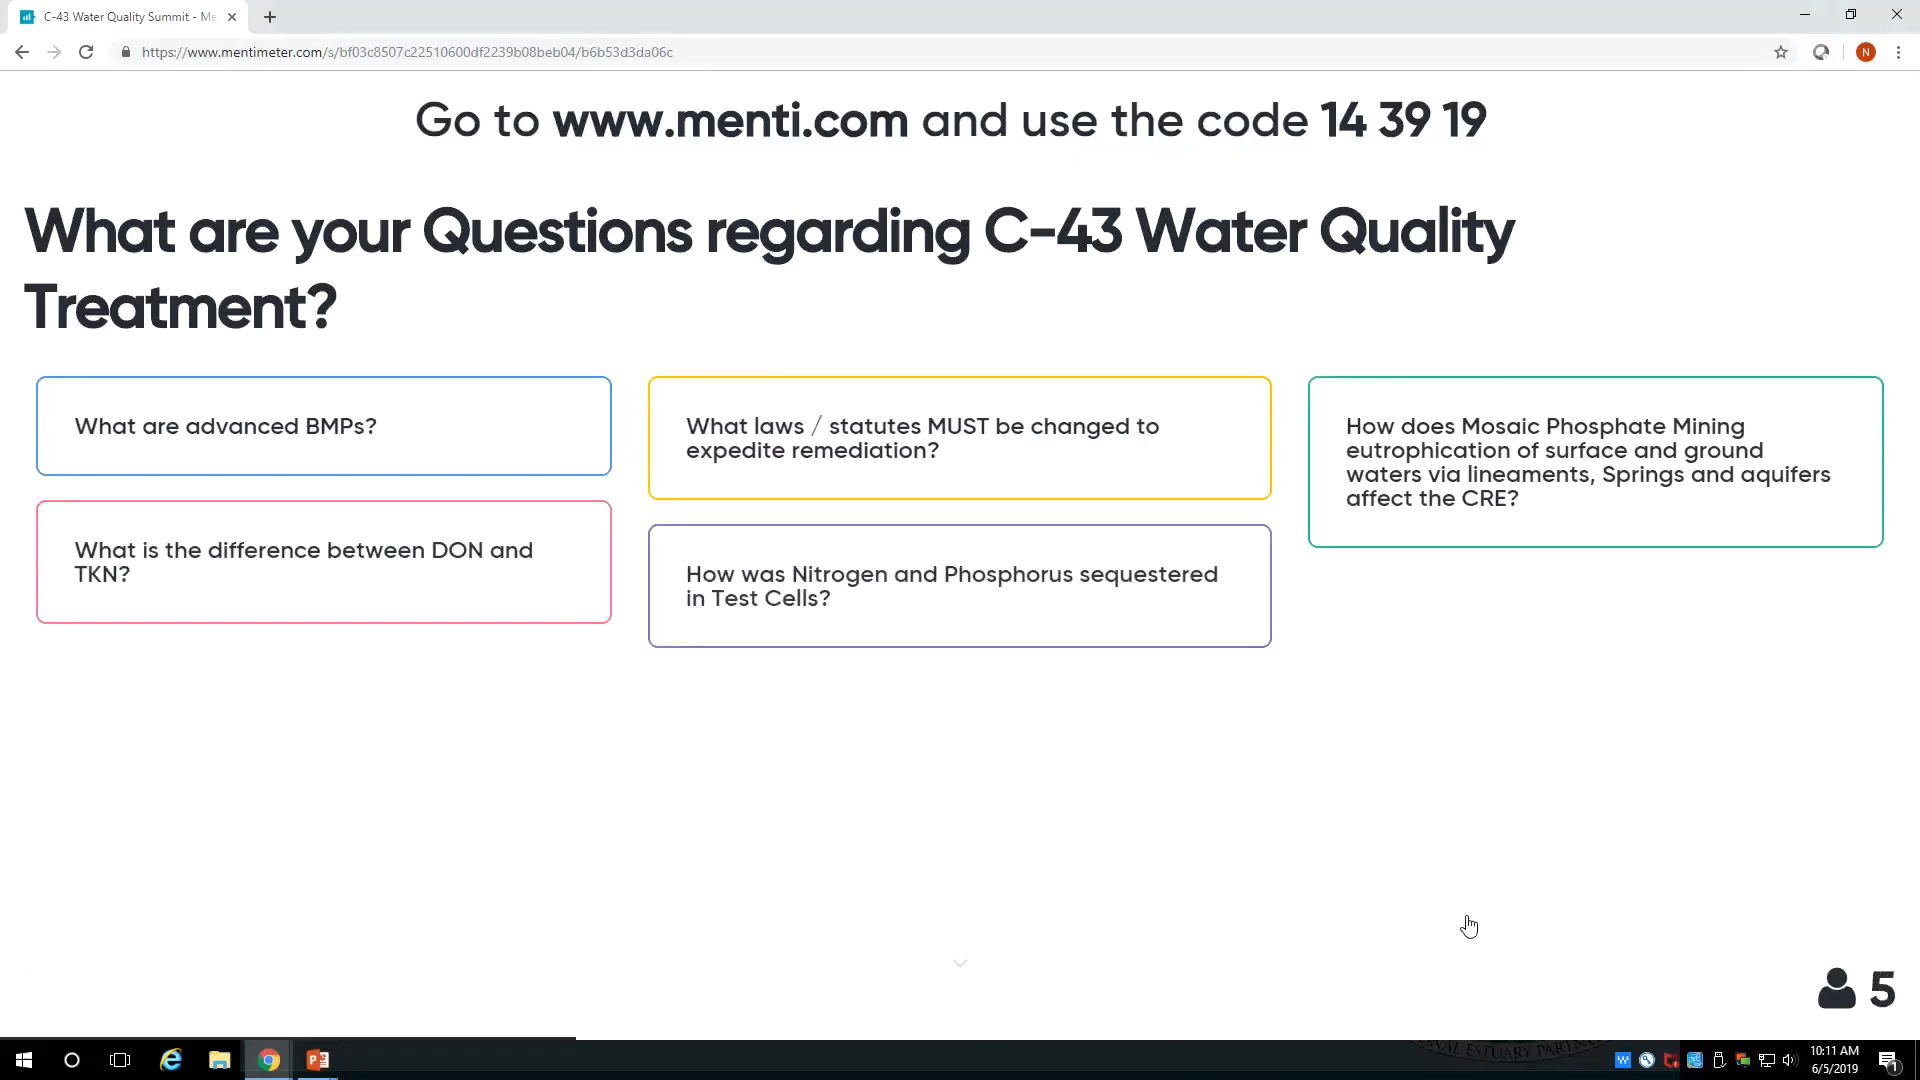 C-43 Water Quality Summit - Me
https://www.mentimeter.com/s/bf03c8507c22510600df2239b08beb04/b6b53d3da06c
N
Go to www.menti.com and use the code 14 39 19
What are your Questions regarding C-43 Water Quality
Treatment?
What are advanced BMPs?
What is the difference between DON and
TKN?
What laws / statutes MUST be changed to
expedite remediation?
How was Nitrogen and Phosphorus sequestered
in Test Cells?
How does Mosaic Phosphate Mining
eutrophication of surface and ground
waters via lineaments, Springs and aquifers
affect the CRE?
5
ESTUARY
10:11 AM
6/5/2019
1